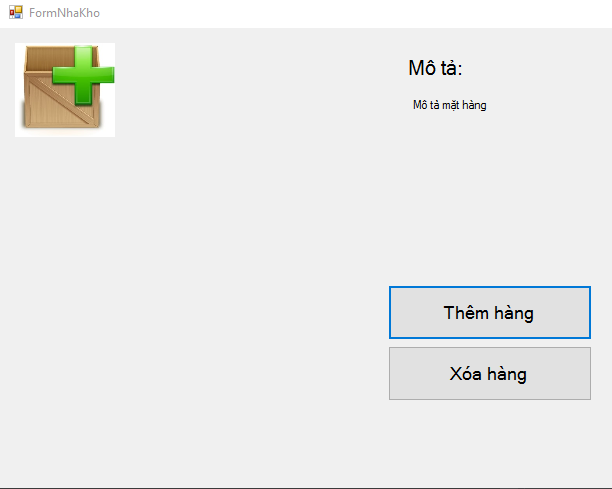 FormNhaKho
Mô tả:
Mô tả mặt hàng
Thêm hàng
Xóa hàng